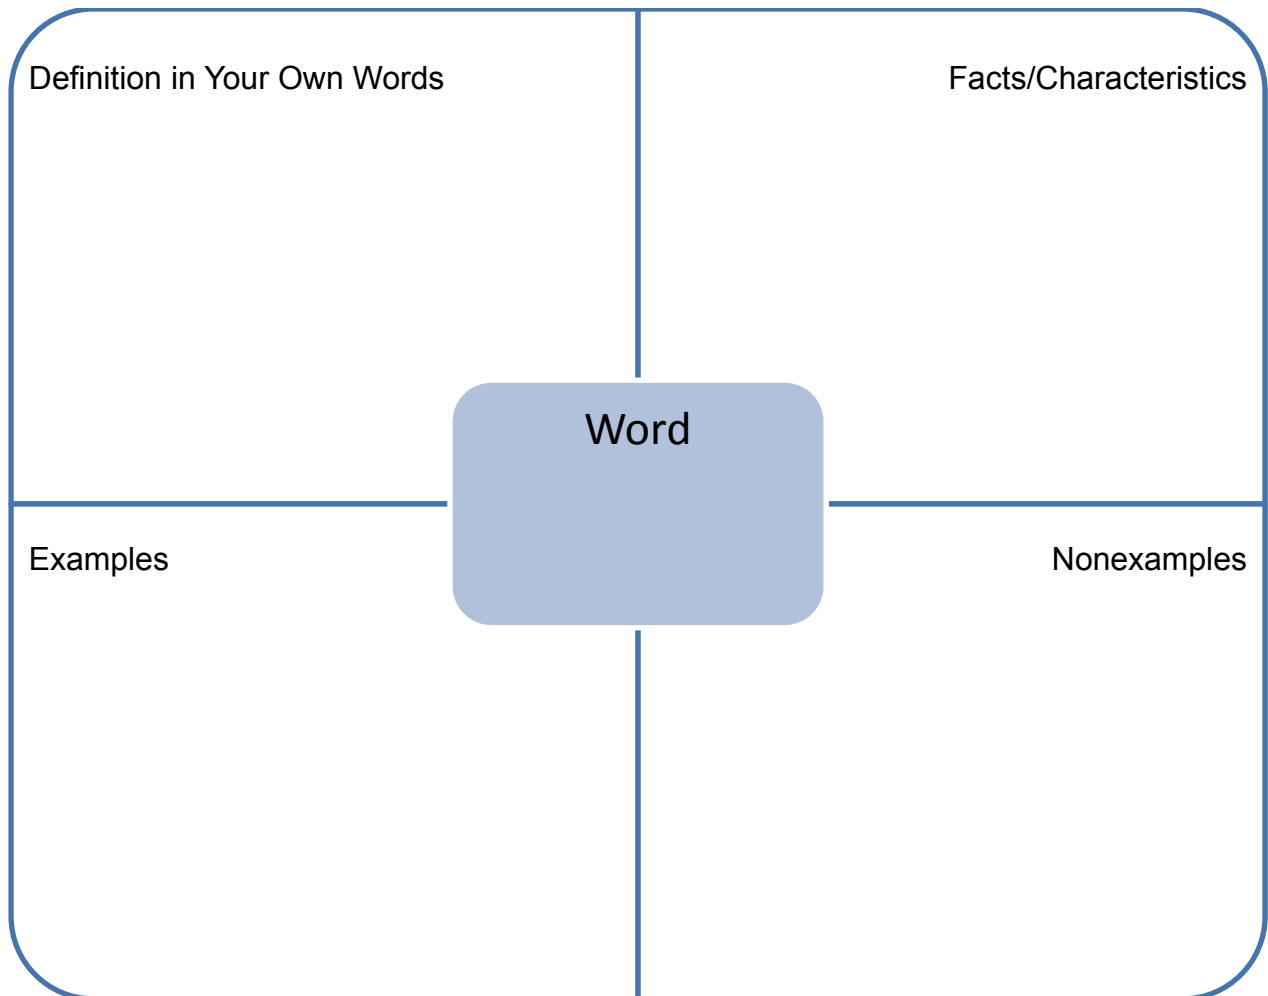 Definition in Your Own Words
Facts/Characteristics
Word
Examples
Nonexamples